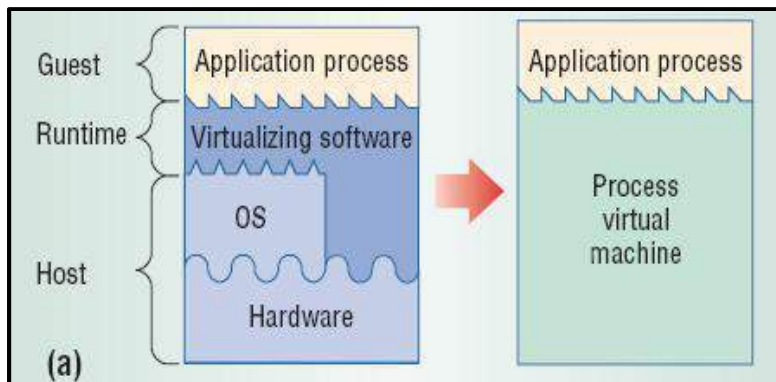 Guest
Runtime
Host
(a)
Application process
Virtualizing software
OS
Hardware
Application process
Process
virtual
machine